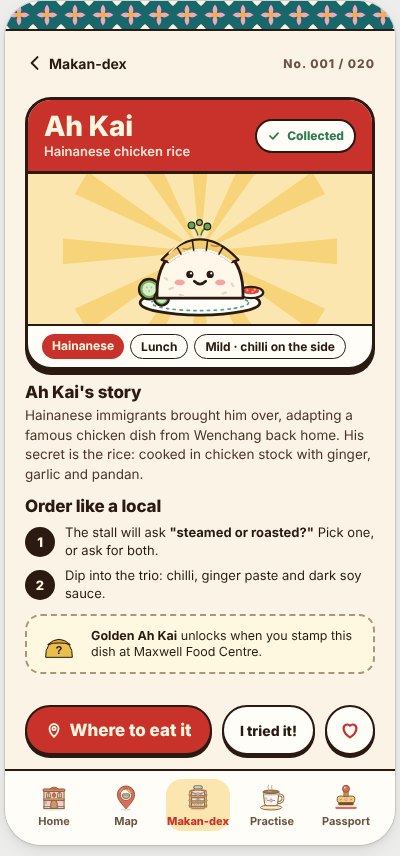 Makan-dex
No. 001 / 020
Ah Kai
Hainanese chicken rice
Collected
Hainanese
Lunch
Mild · chilli on the side
Ah Kai's story
Hainanese immigrants brought him over, adapting a
famous chicken dish from Wenchang back home. His
secret is the rice: cooked in chicken stock with ginger,
garlic and pandan.
Order like a local
1
The stall will ask "steamed or roasted?" Pick one,
or ask for both.
2
Dip into the trio: chilli, ginger paste and dark soy
sauce.
?
Golden Ah Kai unlocks when you stamp this
dish at Maxwell Food Centre.
Where to eat it
I tried it!
Home
Map
Makan-dex
Practise
Passport